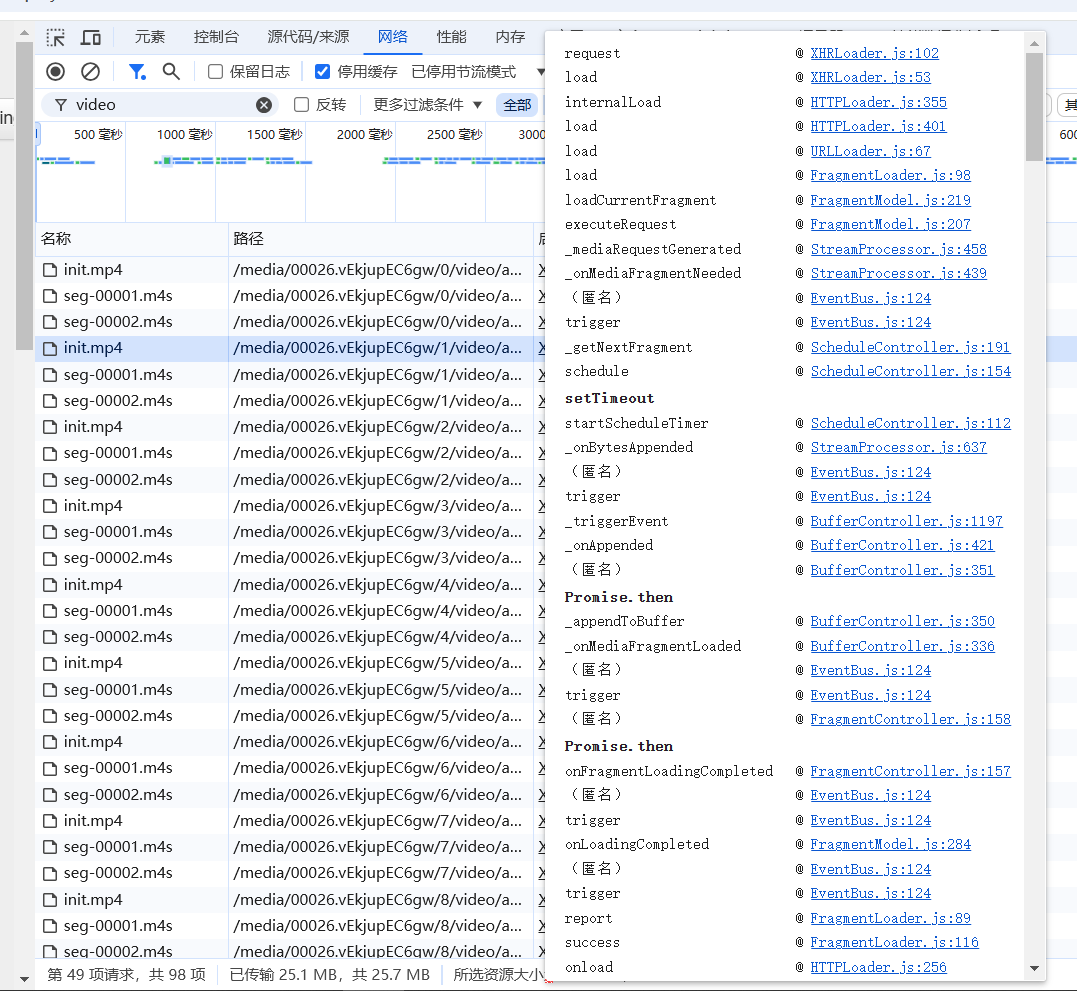 元素 控制台 源代码/来源 网络 性能 内存
保留日志 停用缓存 已停用节流模式
video 反转 更多过滤条件 全部
500 毫秒 1000 毫秒 1500 毫秒 2000 毫秒 2500 毫秒 3000
名称 路径
init.mp4 /media/00026.vEkjupEC6gw/0/video/a...
seg-00001.m4s /media/00026.vEkjupEC6gw/0/video/a...
seg-00002.m4s /media/00026.vEkjupEC6gw/0/video/a...
init.mp4 /media/00026.vEkjupEC6gw/1/video/a...
seg-00001.m4s /media/00026.vEkjupEC6gw/1/video/a...
seg-00002.m4s /media/00026.vEkjupEC6gw/1/video/a...
init.mp4 /media/00026.vEkjupEC6gw/2/video/a...
seg-00001.m4s /media/00026.vEkjupEC6gw/2/video/a...
seg-00002.m4s /media/00026.vEkjupEC6gw/2/video/a...
init.mp4 /media/00026.vEkjupEC6gw/3/video/a...
seg-00001.m4s /media/00026.vEkjupEC6gw/3/video/a...
seg-00002.m4s /media/00026.vEkjupEC6gw/3/video/a...
init.mp4 /media/00026.vEkjupEC6gw/4/video/a...
seg-00001.m4s /media/00026.vEkjupEC6gw/4/video/a...
seg-00002.m4s /media/00026.vEkjupEC6gw/4/video/a...
init.mp4 /media/00026.vEkjupEC6gw/5/video/a...
seg-00001.m4s /media/00026.vEkjupEC6gw/5/video/a...
seg-00002.m4s /media/00026.vEkjupEC6gw/5/video/a...
init.mp4 /media/00026.vEkjupEC6gw/6/video/a...
seg-00001.m4s /media/00026.vEkjupEC6gw/6/video/a...
seg-00002.m4s /media/00026.vEkjupEC6gw/6/video/a...
init.mp4 /media/00026.vEkjupEC6gw/7/video/a...
seg-00001.m4s /media/00026.vEkjupEC6gw/7/video/a...
seg-00002.m4s /media/00026.vEkjupEC6gw/7/video/a...
init.mp4 /media/00026.vEkjupEC6gw/8/video/a...
seg-00001.m4s /media/00026.vEkjupEC6gw/8/video/a...
seg-00002.m4s /media/00026.vEkjupEC6gw/8/video/a...
第 49 项请求，共 98 项 已传输 25.1 MB，共 25.7 MB 所选资源大小
request @ XHRLoader.js:102
load @ XHRLoader.js:53
internalLoad @ HTTPLoader.js:355
load @ HTTPLoader.js:401
load @ URLLoader.js:67
load @ FragmentLoader.js:98
loadCurrentFragment @ FragmentModel.js:219
executeRequest @ FragmentModel.js:207
_mediaRequestGenerated @ StreamProcessor.js:458
_onMediaFragmentNeeded @ StreamProcessor.js:439
（匿名） @ EventBus.js:124
trigger @ EventBus.js:124
_getNextFragment @ ScheduleController.js:191
schedule @ ScheduleController.js:154
setTimeout
startScheduleTimer @ ScheduleController.js:112
_onBytesAppended @ StreamProcessor.js:637
（匿名） @ EventBus.js:124
trigger @ EventBus.js:124
_triggerEvent @ BufferController.js:1197
_onAppended @ BufferController.js:421
（匿名） @ BufferController.js:351
Promise.then
_appendToBuffer @ BufferController.js:350
_onMediaFragmentLoaded @ BufferController.js:336
（匿名） @ EventBus.js:124
trigger @ EventBus.js:124
（匿名） @ FragmentController.js:158
Promise.then
onFragmentLoadingCompleted @ FragmentController.js:157
（匿名） @ EventBus.js:124
trigger @ EventBus.js:124
onLoadingCompleted @ FragmentModel.js:284
（匿名） @ EventBus.js:124
trigger @ EventBus.js:124
report @ FragmentLoader.js:89
success @ FragmentLoader.js:116
onload @ HTTPLoader.js:256